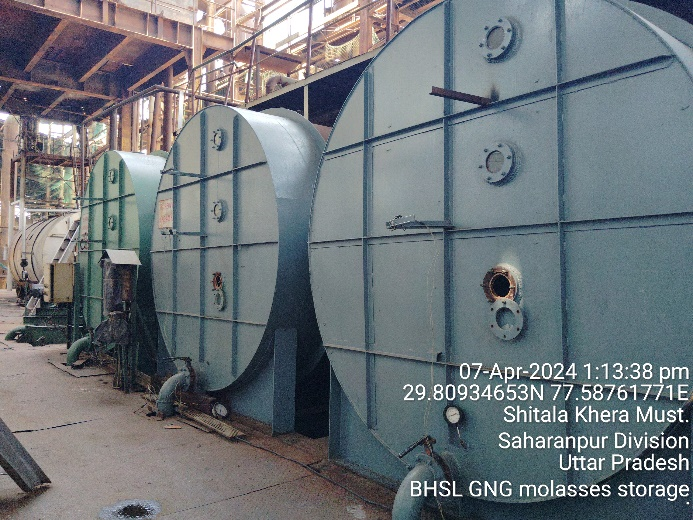 07-Apr-2024 1:13:38 pm
29.80934653N 77.58761771E
Shitala Khera Must.
Saharanpur Division
Uttar Pradesh
BHSL GNG molasses storage